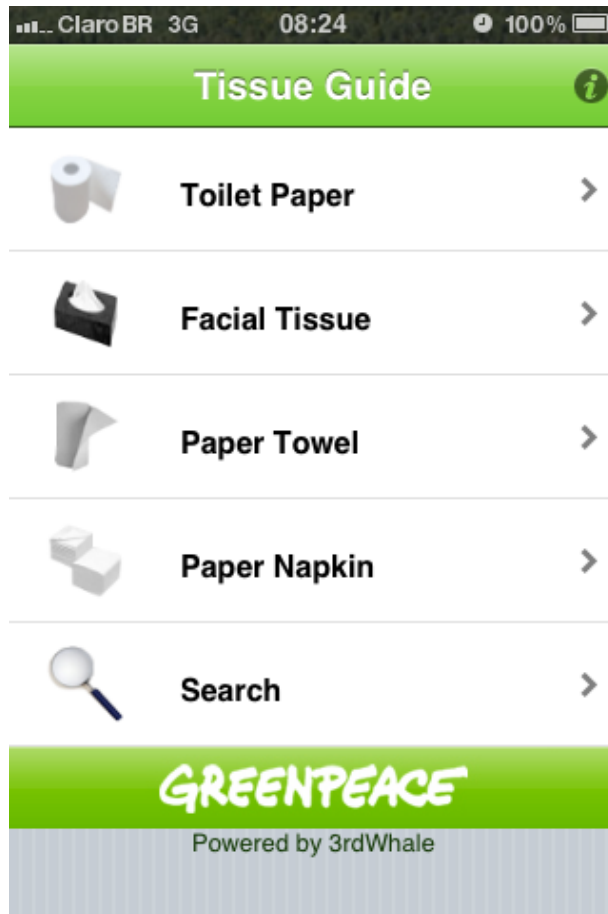 Claro BR 3G 08:24 100%
Tissue Guide
Toilet Paper
Facial Tissue
Paper Towel
Paper Napkin
Search
GREENPEACE
Powered by 3rdWhale